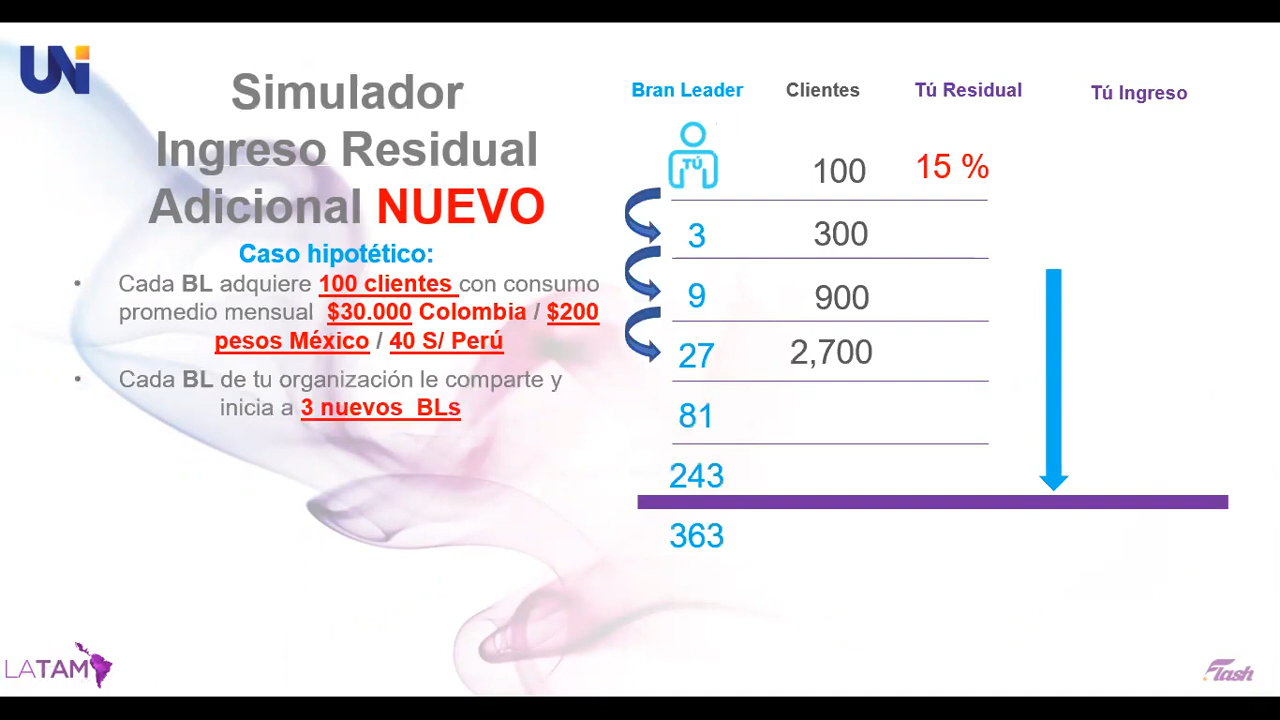 UNi
Simulador
Ingreso Residual
Adicional NUEVO
Caso hipotético:
• Cada BL adquiere 100 clientes con consumo
promedio mensual $30.000 Colombia / $200
pesos México / 40 S/ Perú
• Cada BL de tu organización le comparte y
inicia a 3 nuevos BLs
Bran Leader Clientes Tú Residual Tú Ingreso
TÚ 100 15 %
3 300
9 900
27 2,700
81
243
363
LATAM
Flash